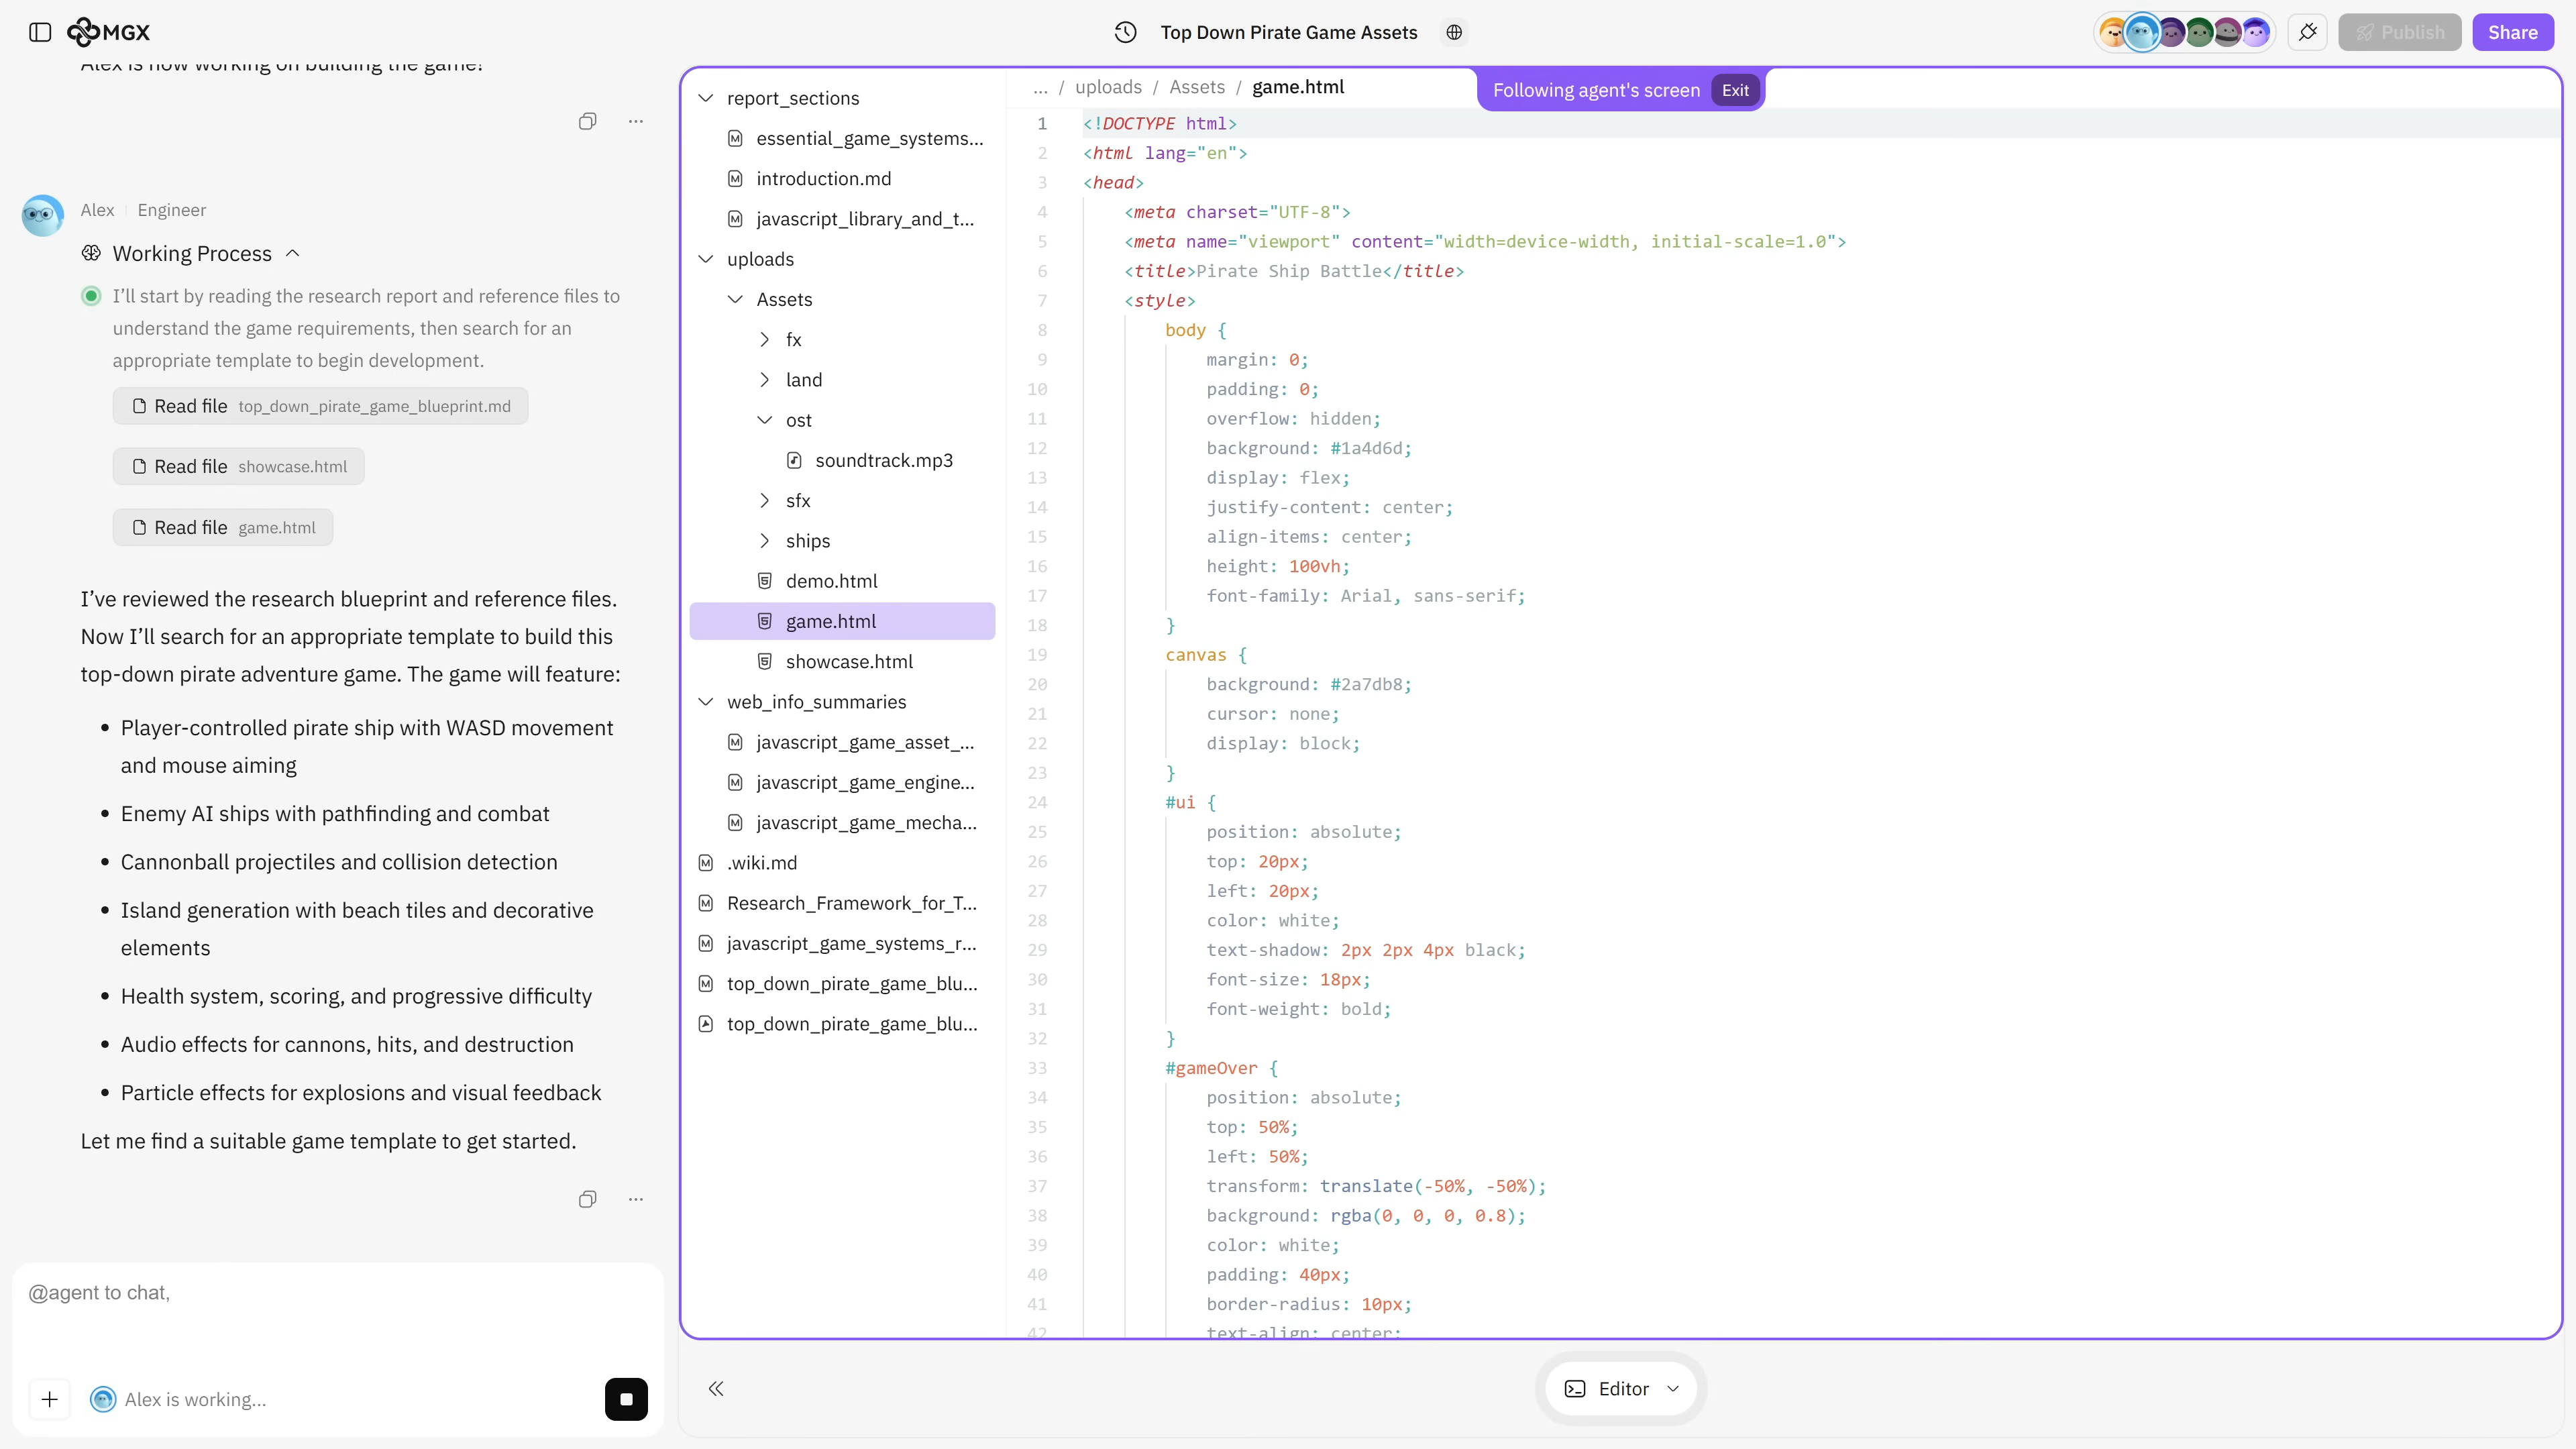 MGX
Top Down Pirate Game Assets
Publish
Share
Alex is now working on building the game!
Alex
Engineer
Working Process
I'll start by reading the research report and reference files to
understand the game requirements, then search for an
appropriate template to begin development.
Read file top_down_pirate_game_blueprint.md
Read file showcase.html
Read file game.html
I've reviewed the research blueprint and reference files.
Now I'll search for an appropriate template to build this
top-down pirate adventure game. The game will feature:
• Player-controlled pirate ship with WASD movement
and mouse aiming
• Enemy AI ships with pathfinding and combat
• Cannonball projectiles and collision detection
• Island generation with beach tiles and decorative
elements
• Health system, scoring, and progressive difficulty
• Audio effects for cannons, hits, and destruction
• Particle effects for explosions and visual feedback
Let me find a suitable game template to get started.
@agent to chat,
Alex is working...
report_sections
essential_game_systems...
introduction.md
javascript_library_and_t...
uploads
Assets
fx
land
ost
soundtrack.mp3
sfx
ships
demo.html
game.html
showcase.html
web_info_summaries
javascript_game_asset_...
javascript_game_engine...
javascript_game_mecha...
.wiki.md
Research_Framework_for_T...
javascript_game_systems_r...
top_down_pirate_game_blu...
top_down_pirate_game_blu...
... / uploads / Assets / game.html
Following agent's screen Exit
1 <!DOCTYPE html>
2 <html lang="en">
3 <head>
4 <meta charset="UTF-8">
5 <meta name="viewport" content="width=device-width, initial-scale=1.0">
6 <title>Pirate Ship Battle</title>
7 <style>
8 body {
9 margin: 0;
10 padding: 0;
11 overflow: hidden;
12 background: #1a4d6d;
13 display: flex;
14 justify-content: center;
15 align-items: center;
16 height: 100vh;
17 font-family: Arial, sans-serif;
18 }
19 canvas {
20 background: #2a7db8;
21 cursor: none;
22 display: block;
23 }
24 #ui {
25 position: absolute;
26 top: 20px;
27 left: 20px;
28 color: white;
29 text-shadow: 2px 2px 4px black;
30 font-size: 18px;
31 font-weight: bold;
32 }
33 #gameOver {
34 position: absolute;
35 top: 50%;
36 left: 50%;
37 transform: translate(-50%, -50%);
38 background: rgba(0, 0, 0, 0.8);
39 color: white;
40 padding: 40px;
41 border-radius: 10px;
42 text-align: center;
Editor